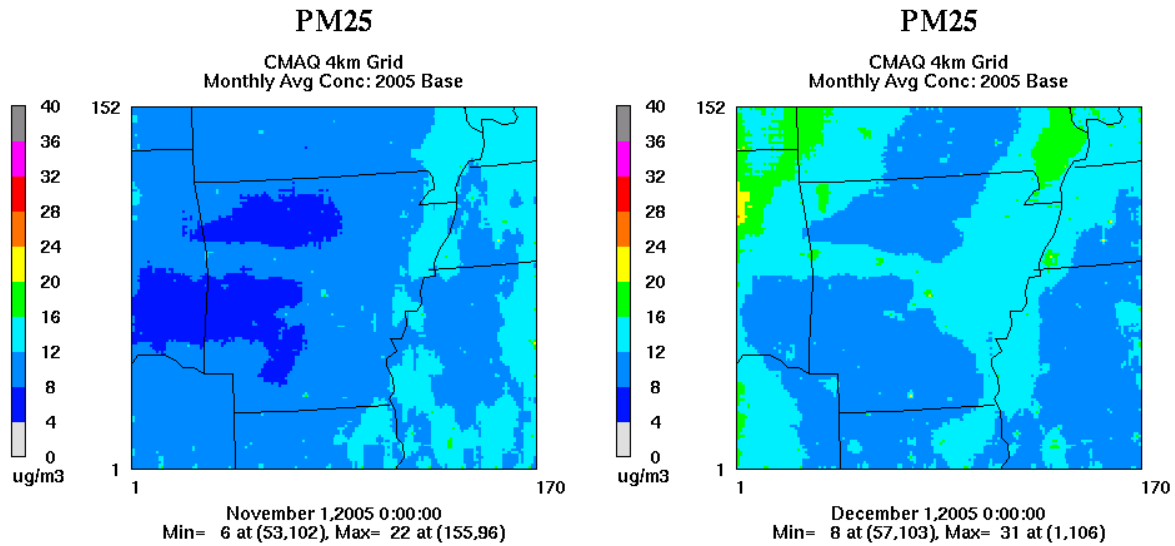 PM25
CMAQ 4km Grid
Monthly Avg Conc: 2005 Base
40
36
32
28
24
20
16
12
8
4
0
ug/m3
152
1
1
170
November 1,2005 0:00:00
Min=  6 at (53,102), Max=  22 at (155,96)
PM25
CMAQ 4km Grid
Monthly Avg Conc: 2005 Base
40
36
32
28
24
20
16
12
8
4
0
ug/m3
152
1
1
170
December 1,2005 0:00:00
Min=  8 at (57,103), Max=  31 at (1,106)